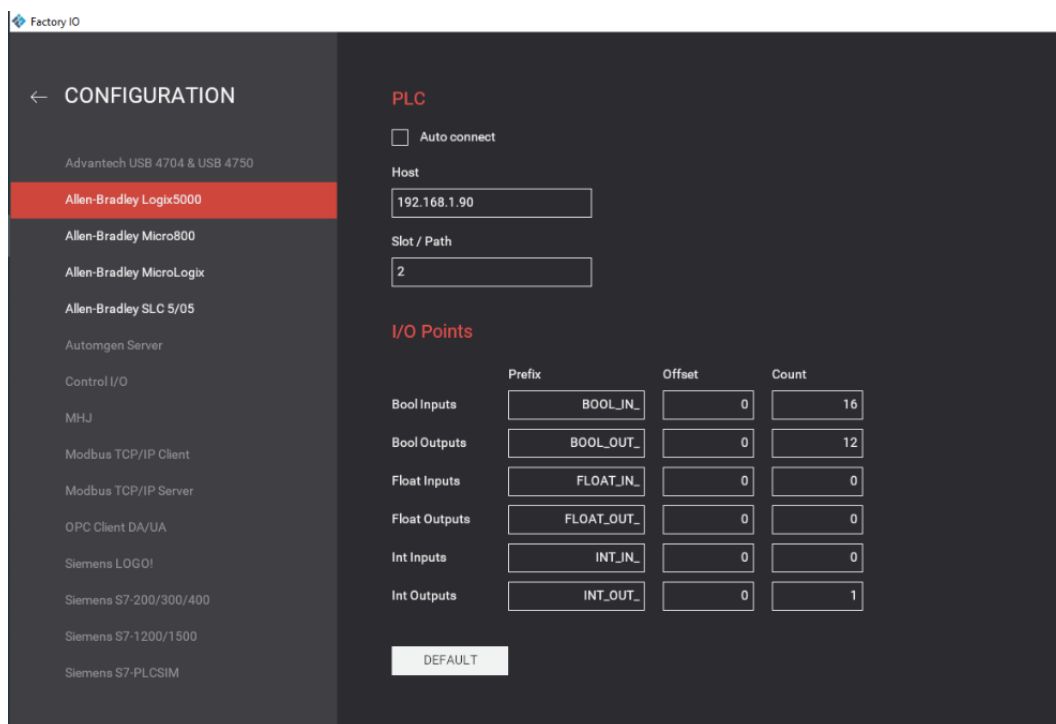 Factory IO
← CONFIGURATION
Advantech USB 4704 & USB 4750
Allen-Bradley Logix5000
Allen-Bradley Micro800
Allen-Bradley MicroLogix
Allen-Bradley SLC 5/05
Automgen Server
Control I/O
MHJ
Modbus TCP/IP Client
Modbus TCP/IP Server
OPC Client DA/UA
Siemens LOGO!
Siemens S7-200/300/400
Siemens S7-1200/1500
Siemens S7-PLCSIM
PLC
Auto connect
Host
192.168.1.90
Slot / Path
2
I/O Points
Prefix Offset Count
Bool Inputs BOOL_IN_ 0 16
Bool Outputs BOOL_OUT_ 0 12
Float Inputs FLOAT_IN_ 0 0
Float Outputs FLOAT_OUT_ 0 0
Int Inputs INT_IN_ 0 0
Int Outputs INT_OUT_ 0 1
DEFAULT